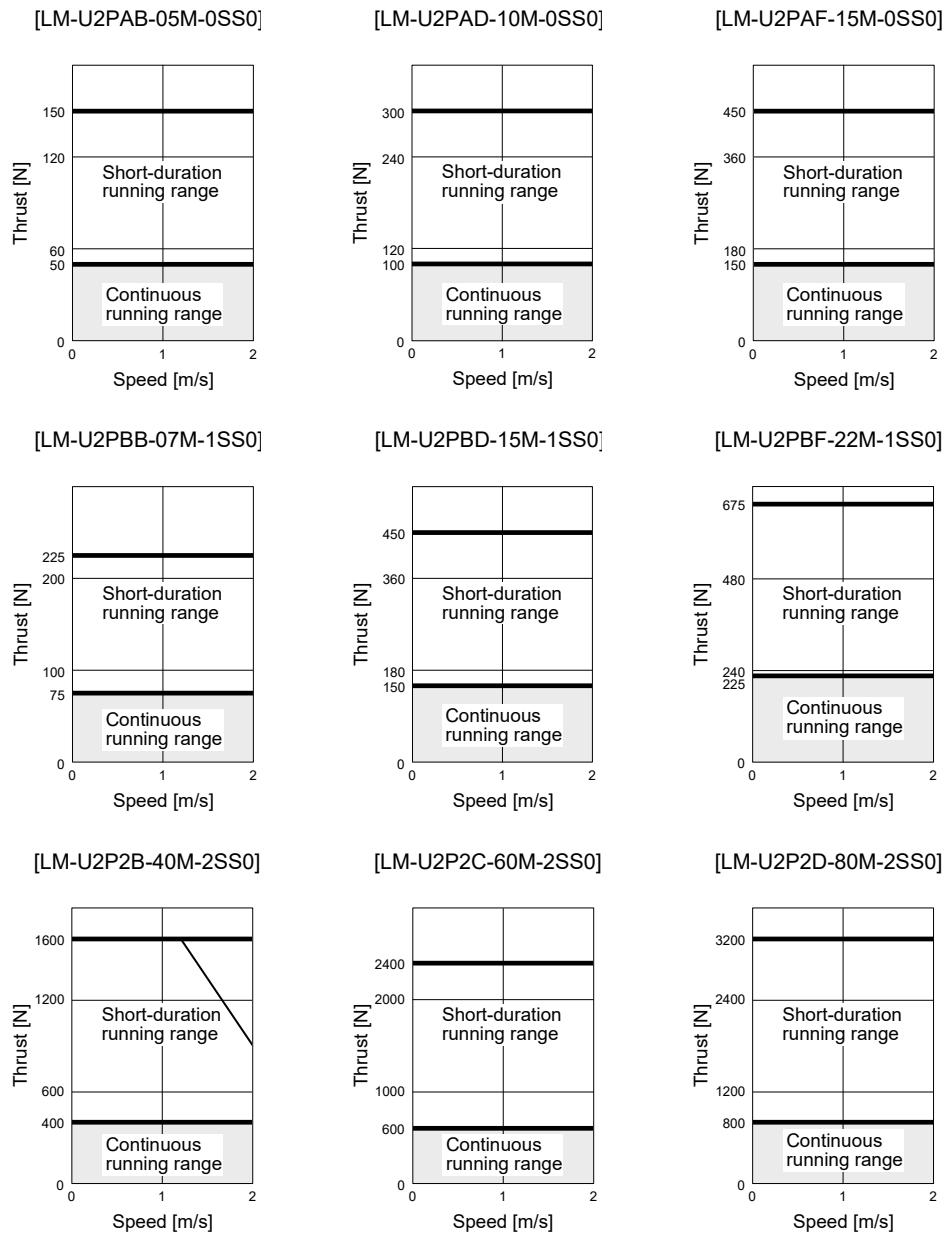 [LM-U2PAB-05M-0SS0]
[LM-U2PAD-10M-0SS0]
[LM-U2PAF-15M-0SS0]
150
120
60
50
0
0
1
2
Thrust [N]
Short-duration
running range
Continuous
running range
Speed [m/s]
300
240
120
100
0
0
1
2
Thrust [N]
Short-duration
running range
Continuous
running range
Speed [m/s]
450
360
180
150
0
0
1
2
Thrust [N]
Short-duration
running range
Continuous
running range
Speed [m/s]
[LM-U2PBB-07M-1SS0]
[LM-U2PBD-15M-1SS0]
[LM-U2PBF-22M-1SS0]
225
200
100
75
0
0
1
2
Thrust [N]
Short-duration
running range
Continuous
running range
Speed [m/s]
450
360
180
150
0
0
1
2
Thrust [N]
Short-duration
running range
Continuous
running range
Speed [m/s]
675
480
240
225
0
0
1
2
Thrust [N]
Short-duration
running range
Continuous
running range
Speed [m/s]
[LM-U2P2B-40M-2SS0]
[LM-U2P2C-60M-2SS0]
[LM-U2P2D-80M-2SS0]
1600
1200
600
400
0
0
1
2
Thrust [N]
Short-duration
running range
Continuous
running range
Speed [m/s]
2400
2000
1000
600
0
0
1
2
Thrust [N]
Short-duration
running range
Continuous
running range
Speed [m/s]
3200
2400
1200
800
0
0
1
2
Thrust [N]
Short-duration
running range
Continuous
running range
Speed [m/s]